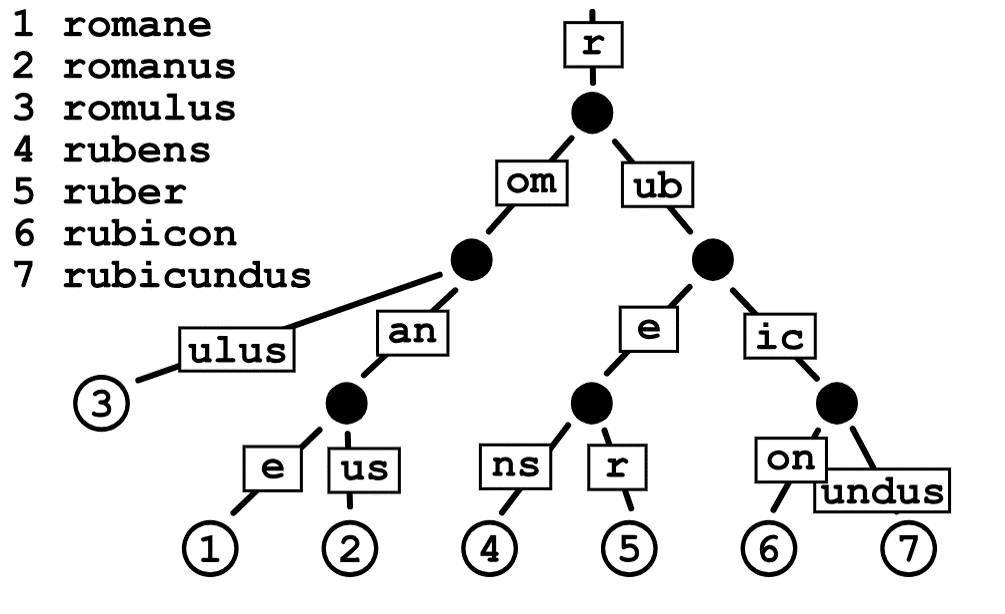 1 romane
2 romanus
3 romulus
4 rubens
5 ruber
6 rubicon
7 rubicundus
r
om
ub
ulus
an
e
ic
3
e
us
ns
r
on
undus
1
2
4
5
6
7